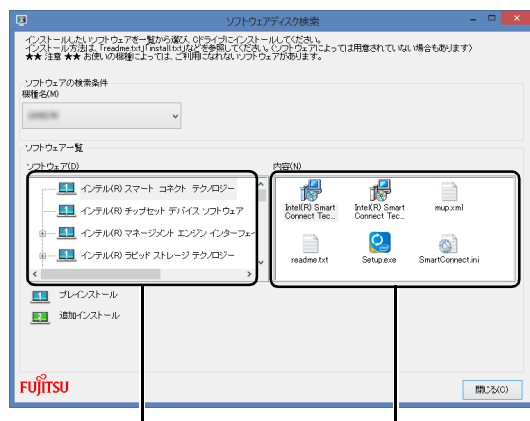 ソフトウェアディスク検索
インストールしたいソフトウェアを一覧から選び、Cドライブにインストールしてください。
インストール方法は、「readme.txt」「install.txt」などを参照してください。(ソフトウェアによっては用意されていない場合もあります)
★★ 注意 ★★ お使いの機種によっては、ご利用になれないソフトウェアがあります。
ソフトウェアの検索条件
機種名(M)
ソフトウェア一覧
ソフトウェア(D)
内容(N)
インテル(R) スマート コネクト テクノロジー
インテル(R) チップセット デバイス ソフトウェア
インテル(R) マネージメント エンジン インターフェー
インテル(R) ラピッド ストレージ テクノロジー
Intel(R) Smart Connect Tec...
Intel(R) Smart Connect Tec...
mup.xml
readme.txt
Setup.exe
SmartConnect.ini
1 プレインストール
2 追加インストール
FUJITSU
閉じる(C)